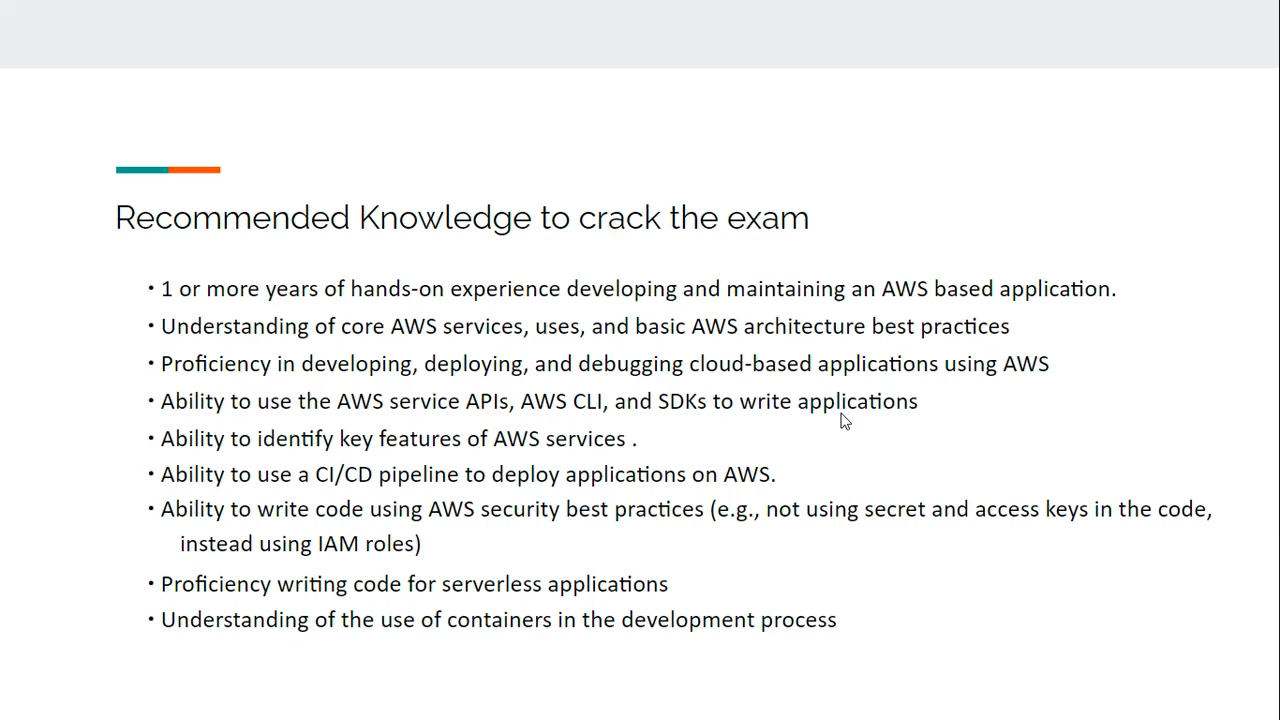 Recommended Knowledge to crack the exam
• 1 or more years of hands-on experience developing and maintaining an AWS based application.
• Understanding of core AWS services, uses, and basic AWS architecture best practices
• Proficiency in developing, deploying, and debugging cloud-based applications using AWS
• Ability to use the AWS service APIs, AWS CLI, and SDKs to write applications
• Ability to identify key features of AWS services .
• Ability to use a CI/CD pipeline to deploy applications on AWS.
• Ability to write code using AWS security best practices (e.g., not using secret and access keys in the code,
instead using IAM roles)
• Proficiency writing code for serverless applications
• Understanding of the use of containers in the development process